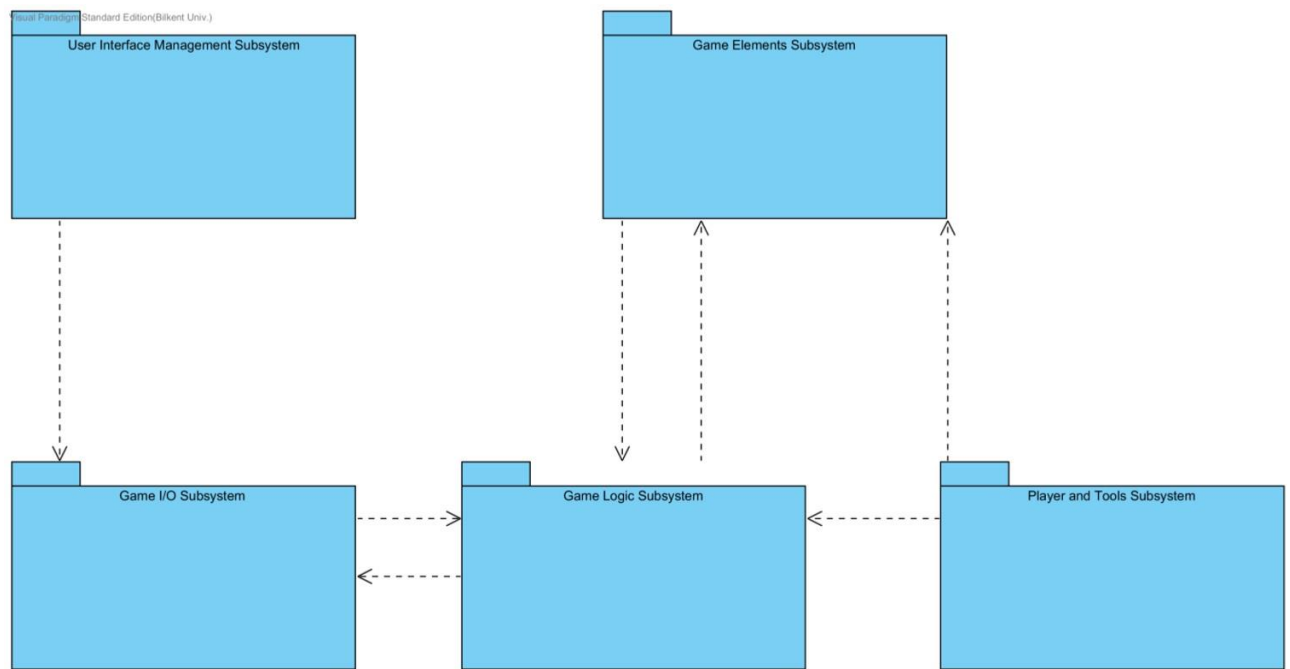 Visual Paradigm Standard Edition(Bilkent Univ.)
User Interface Management Subsystem
Game Elements Subsystem
Game I/O Subsystem
Game Logic Subsystem
Player and Tools Subsystem